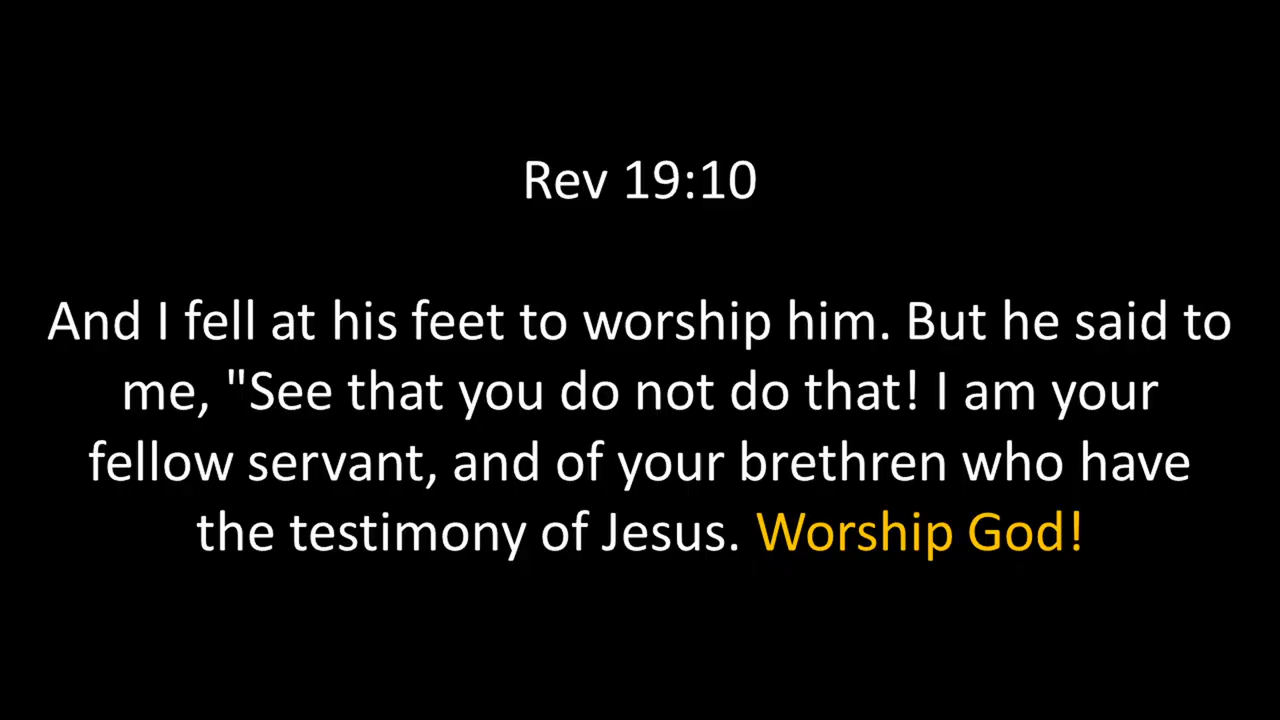 Rev 19:10
And I fell at his feet to worship him. But he said to
me, "See that you do not do that! I am your
fellow servant, and of your brethren who have
the testimony of Jesus. Worship God!